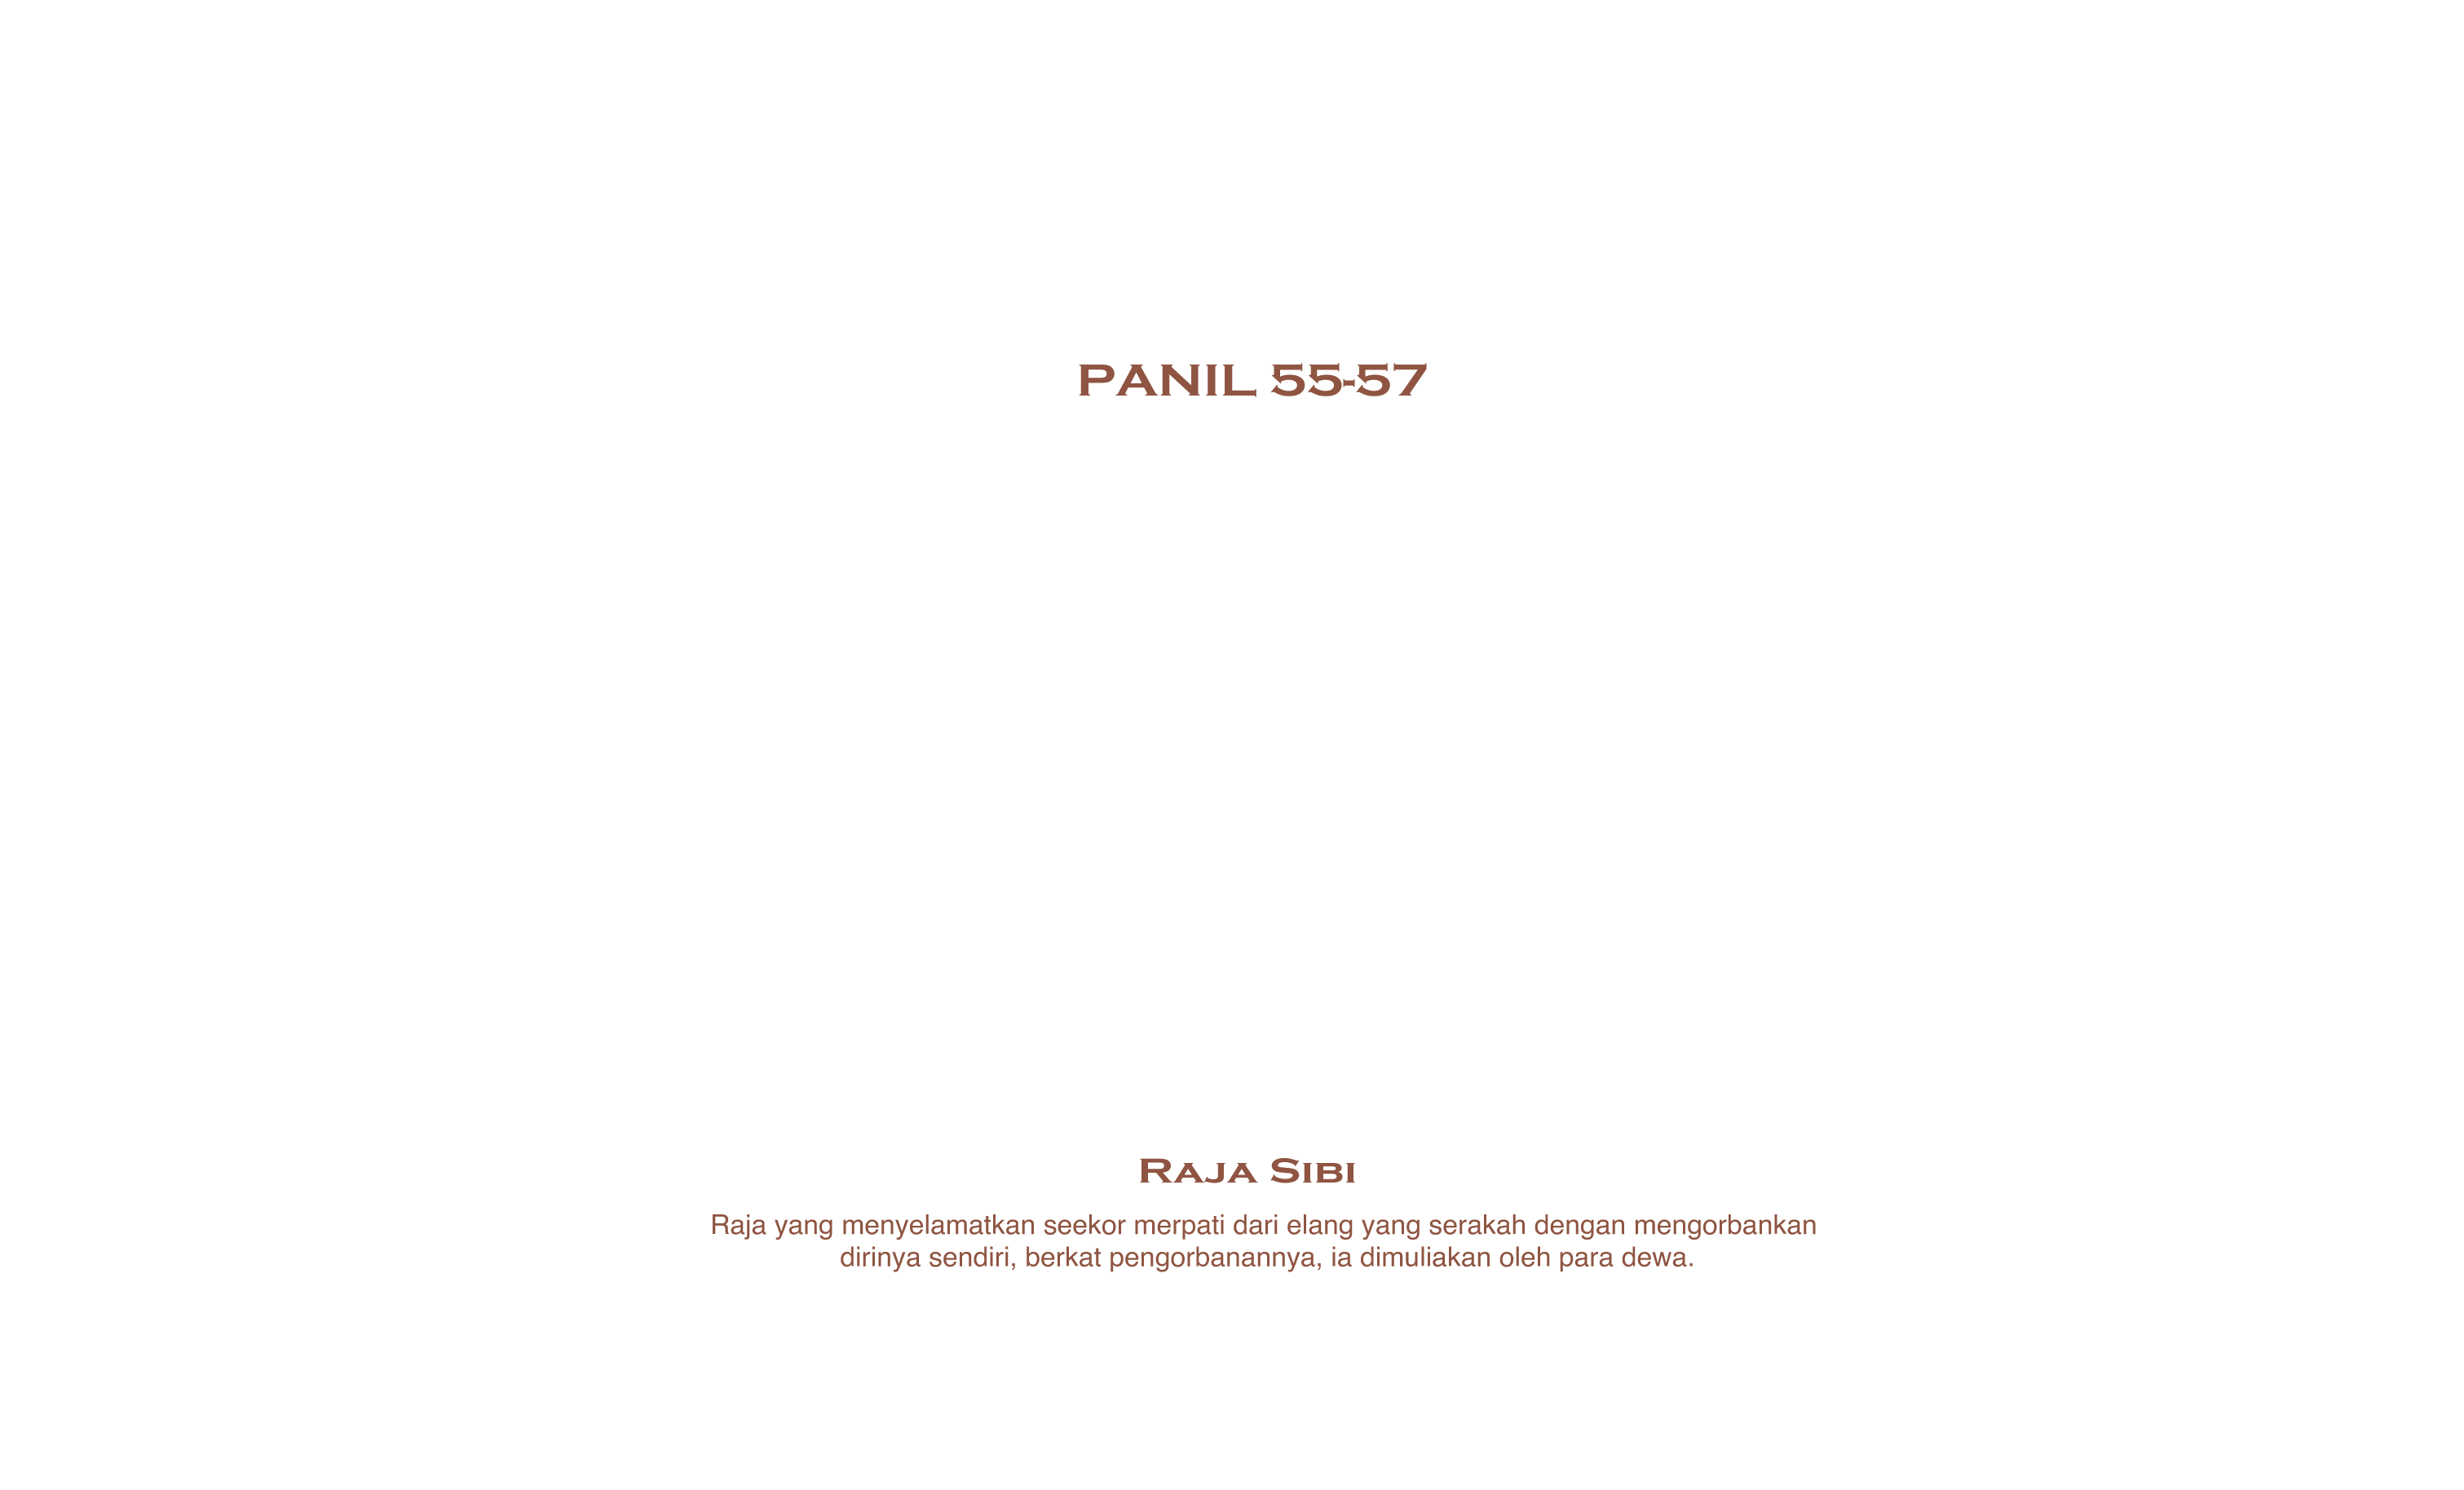 PANIL 55-57
RAJA SIBI
Raja yang menyelamatkan seekor merpati dari elang yang serakah dengan mengorbankan
dirinya sendiri, berkat pengorbanannya, ia dimuliakan oleh para dewa.